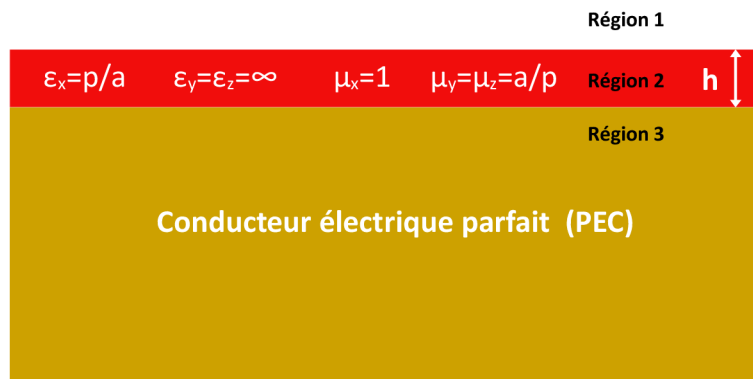 Région 1
εx=p/a εy=εz=∞ μx=1 μy=μz=a/p Région 2 h
Région 3
Conducteur électrique parfait (PEC)